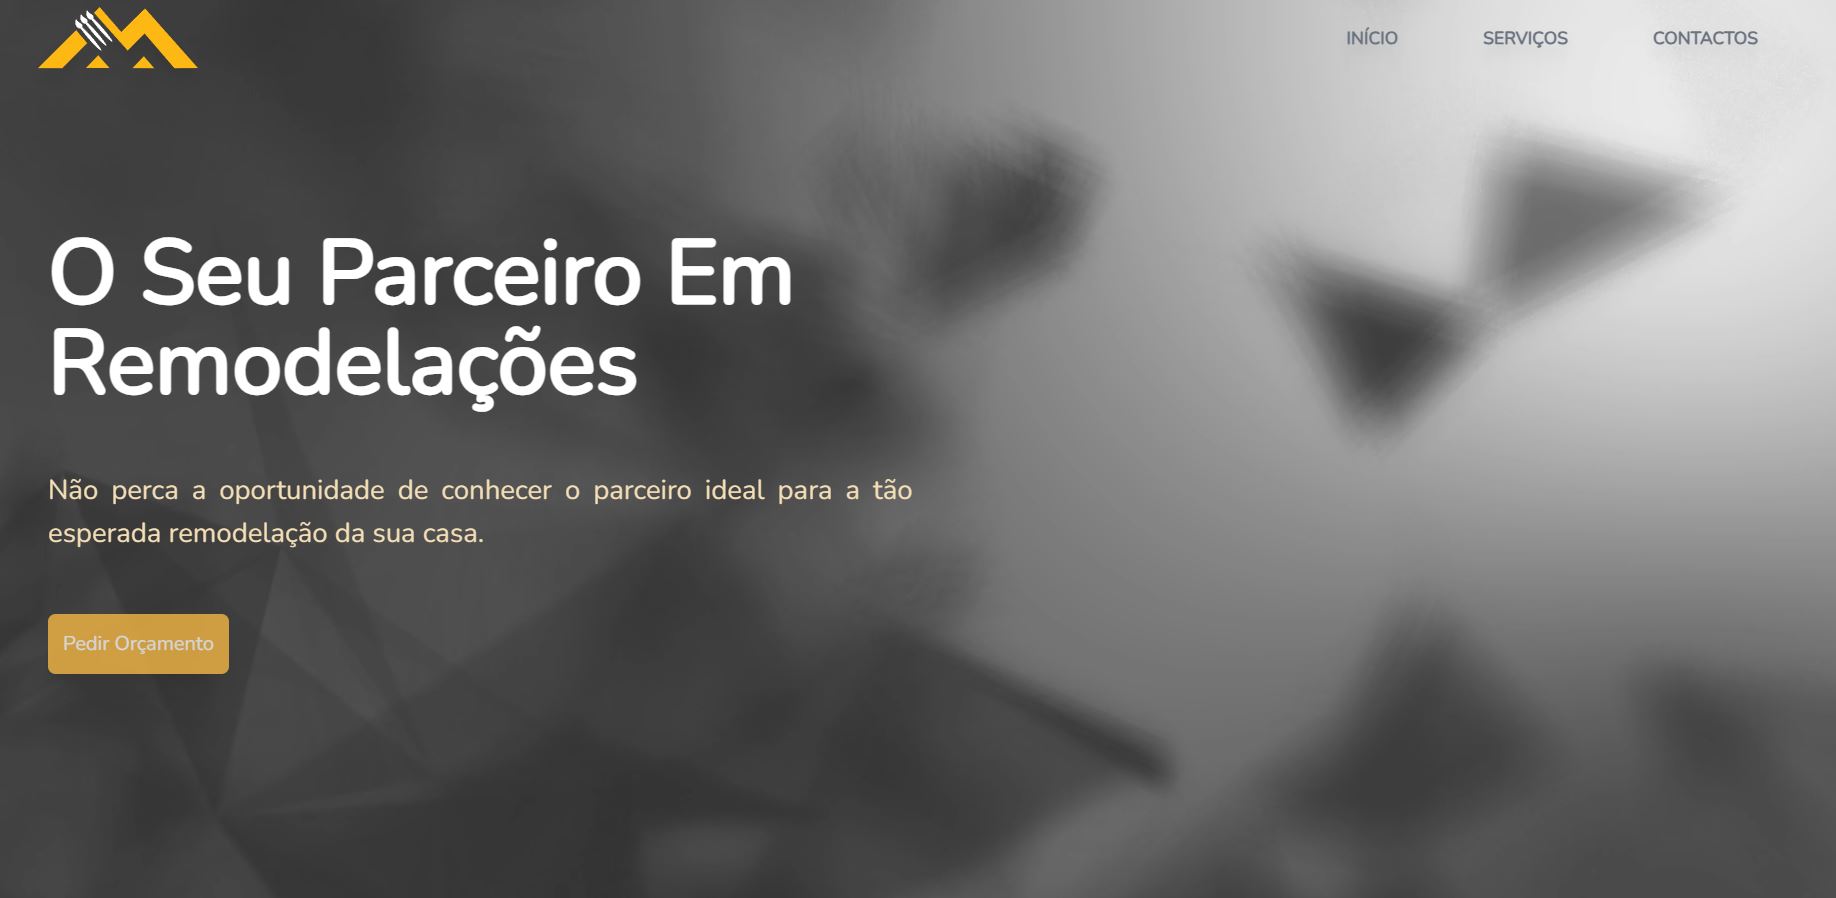 INÍCIO
SERVIÇOS
CONTACTOS
O Seu Parceiro Em
Remodelações
Não perca a oportunidade de conhecer o parceiro ideal para a tão
esperada remodelação da sua casa.
Pedir Orçamento